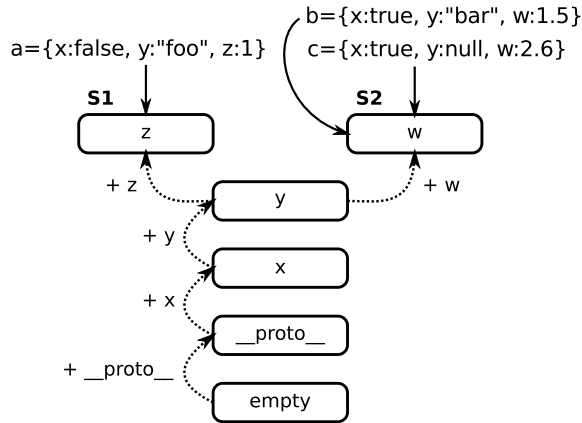 b={x:true, y:"bar", w:1.5}
a={x:false, y:"foo", z:1}
c={x:true, y:null, w:2.6}
S1
S2
z
w
+ z
+ w
y
+ y
x
+ x
__proto__
+ __proto__
empty